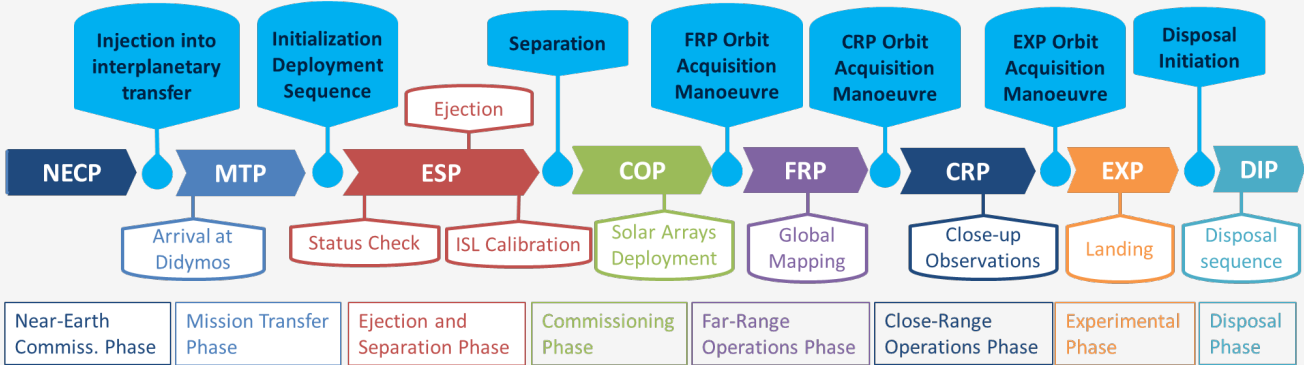 Injection into
interplanetary
transfer
Initialization
Deployment
Sequence
Separation
FRP Orbit
Acquisition
Manoeuvre
CRP Orbit
Acquisition
Manoeuvre
EXP Orbit
Acquisition
Manoeuvre
Disposal
Initiation
Ejection
NECP
MTP
ESP
COP
FRP
CRP
EXP
DIP
Arrival at
Didymos
Status Check
ISL Calibration
Solar Arrays
Deployment
Global
Mapping
Close-up
Observations
Landing
Disposal
sequence
Near-Earth
Commiss. Phase
Mission Transfer
Phase
Ejection and
Separation Phase
Commissioning
Phase
Far-Range
Operations Phase
Close-Range
Operations Phase
Experimental
Phase
Disposal
Phase